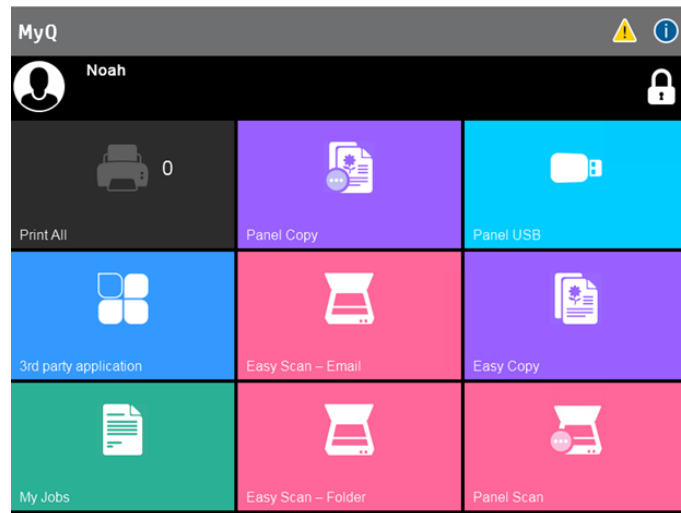 MyQ
Noah
0
Print All
Panel Copy
Panel USB
3rd party application
Easy Scan – Email
Easy Copy
My Jobs
Easy Scan – Folder
Panel Scan